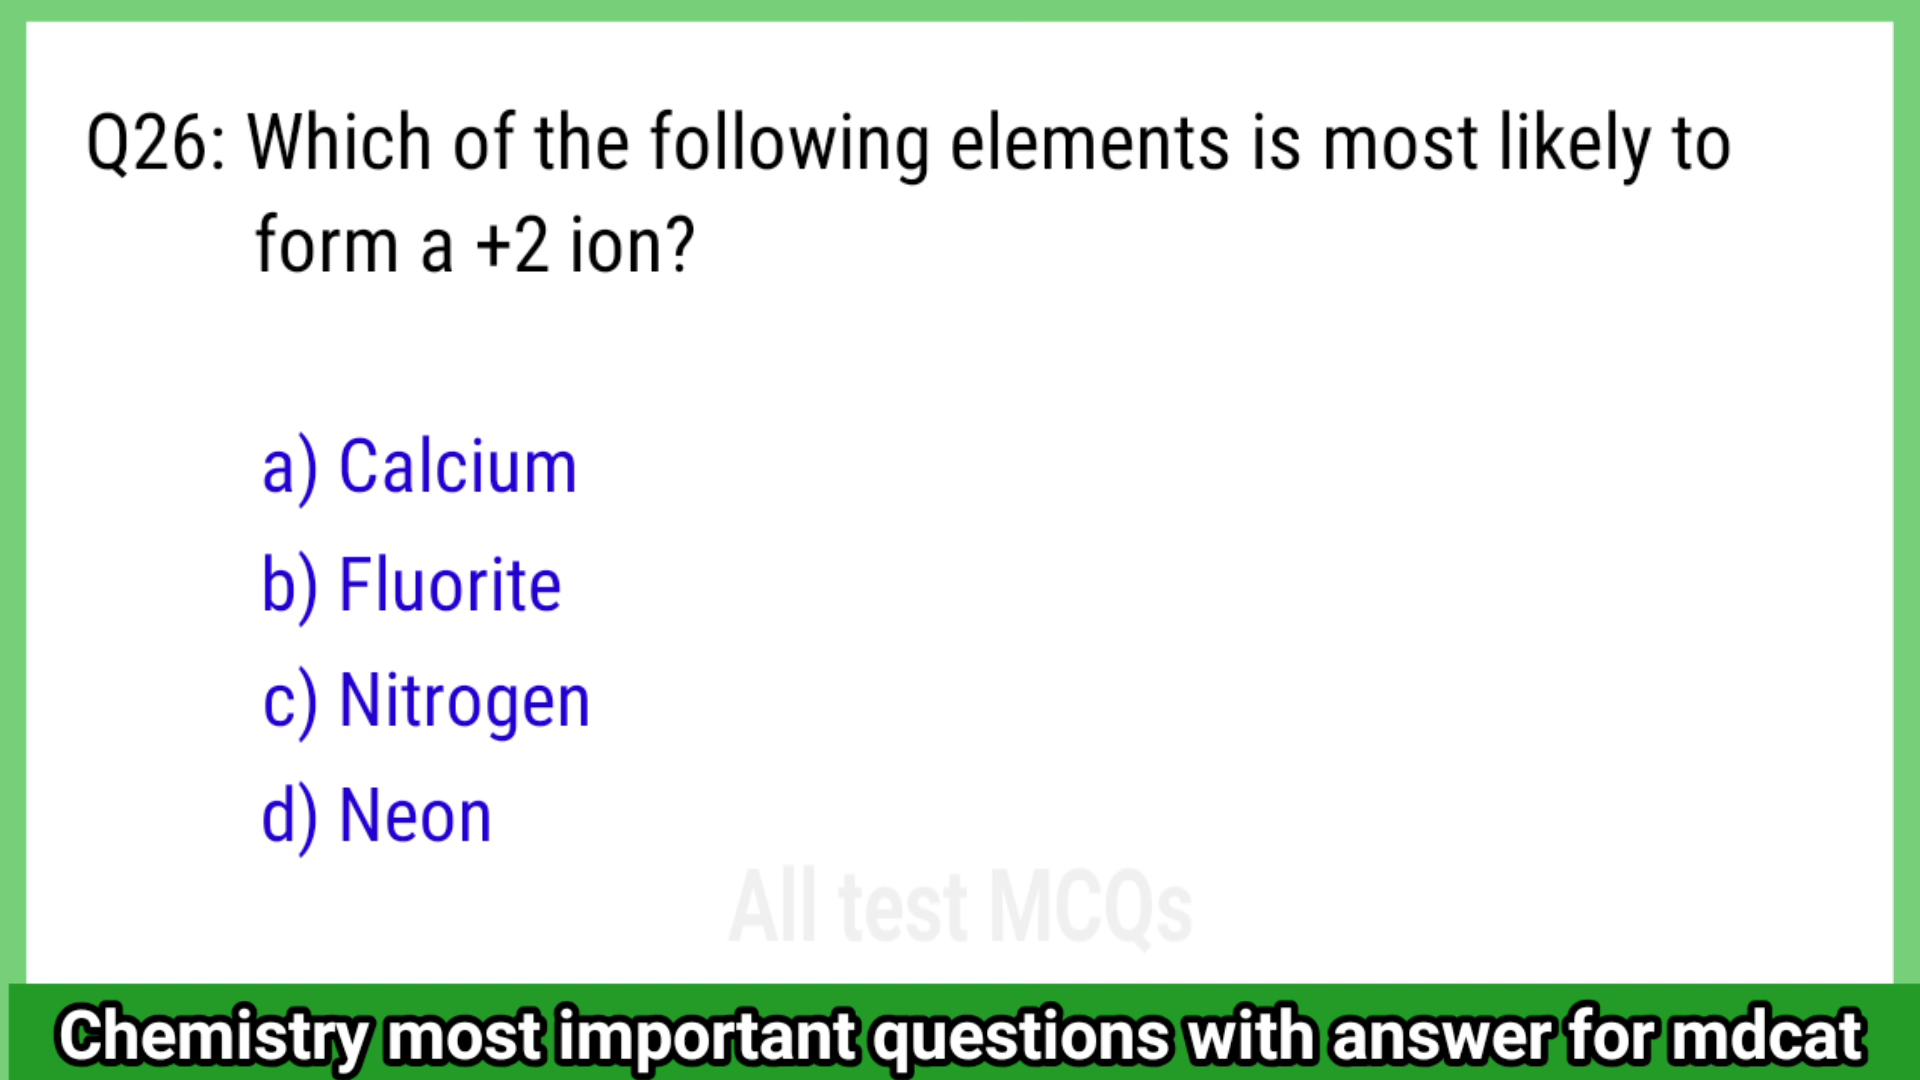 Q26: Which of the following elements is most likely to
form a +2 ion?
a) Calcium
b) Fluorite
c) Nitrogen
d) Neon
All test MCQs
Chemistry most important questions with answer for mdcat